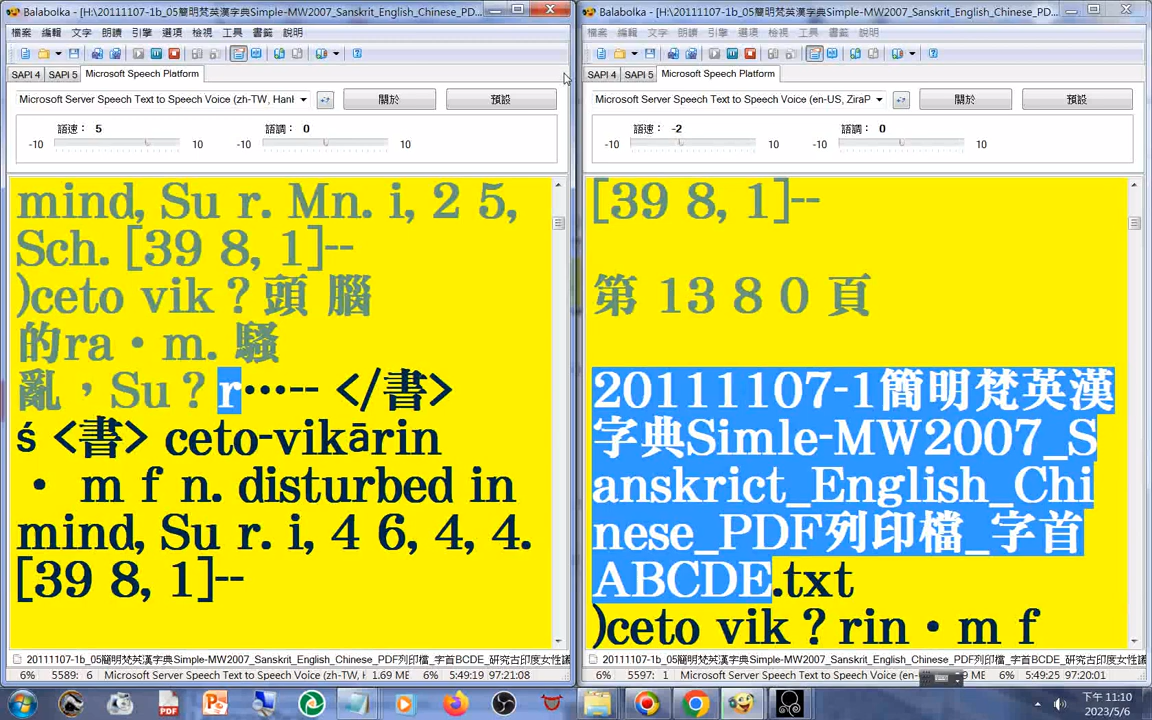 Balabolka - [H:\20111107-1b_05簡明梵英漢字典Simple-MW2007_Sanskrit_English_Chinese_PD...
檔案 編輯 文字 朗讀 引擎 選項 檢視 工具 書籤 說明
SAPI 4 SAPI 5 Microsoft Speech Platform
Microsoft Server Speech Text to Speech Voice (zh-TW, Hanl 關於 預設
語速: 5 語調: 0
-10 10 -10 10
mind, Su r. Mn. i, 2 5,
Sch. [39 8, 1]--
)ceto vik？頭 腦
的ra•m. 騷
亂，Su？r…-- </書>
ś <書> ceto-vikārin
• m f n. disturbed in
mind, Su r. i, 4 6, 4, 4.
[39 8, 1]--
20111107-1b_05簡明梵英漢字典Simple-MW2007_Sanskrit_English_Chinese_PDF列印檔_字首BCDE_研究古印度女性議
6% 5589: 6 Microsoft Server Speech Text to Speech Voice (zh-TW, H 1.69 ME 6% 5:49:19 97:21:08
Balabolka - [H:\20111107-1b_05簡明梵英漢字典Simple-MW2007_Sanskrit_English_Chinese_PD...
檔案 編輯 文字 朗讀 引擎 選項 檢視 工具 書籤 說明
SAPI 4 SAPI 5 Microsoft Speech Platform
Microsoft Server Speech Text to Speech Voice (en-US, ZiraP 關於 預設
語速: -2 語調: 0
-10 10 -10 10
[39 8, 1]--
第 13 8 0 頁
20111107-1簡明梵英漢
字典Simle-MW2007_S
anskrict_English_Chi
nese_PDF列印檔_字首
ABCDE.txt
)ceto vik？rin•m f
20111107-1b_05簡明梵英漢字典Simple-MW2007_Sanskrit_English_Chinese_PDF列印檔_字首BCDE_研究古印度女性議
6% 5597: 1 Microsoft Server Speech Text to Speech Voice (en-US, Z ME 6% 5:49:25 97:20:01
下午 11:10
2023/5/6